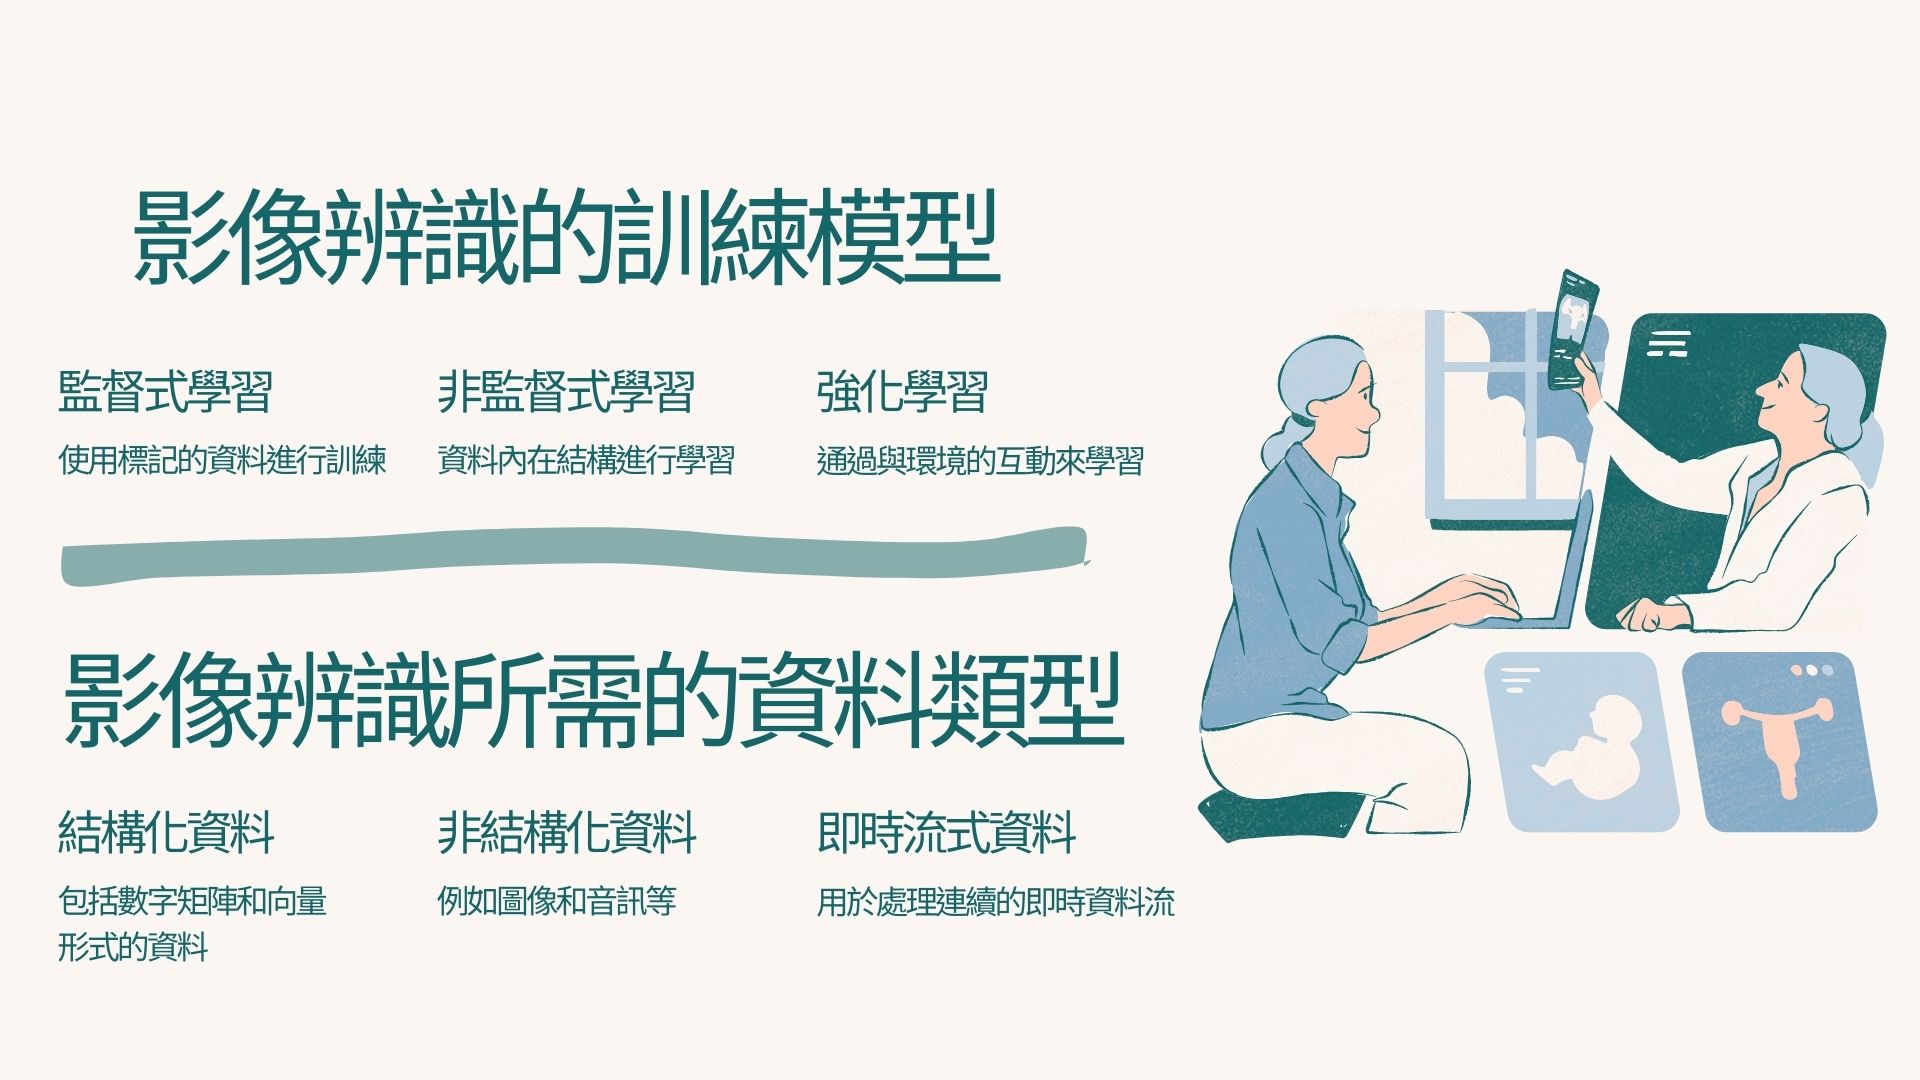 影像辨識的訓練模型
監督式學習
使用標記的資料進行訓練
非監督式學習
資料內在結構進行學習
強化學習
通過與環境的互動來學習
影像辨識所需的資料類型
結構化資料
包括數字矩陣和向量
形式的資料
非結構化資料
例如圖像和音訊等
即時流式資料
用於處理連續的即時資料流